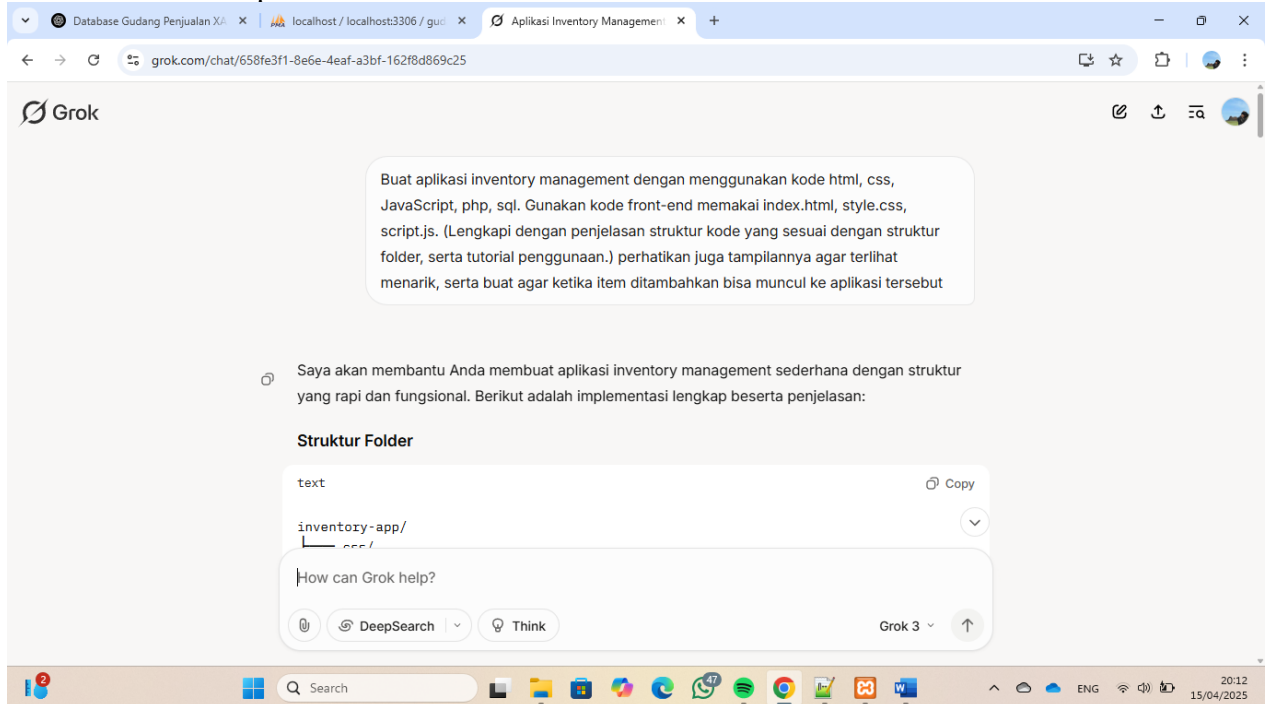 Database Gudang Penjualan XA
localhost / localhost:3306 / gud
Aplikasi Inventory Management
grok.com/chat/658fe3f1-8e6e-4eaf-a3bf-162f8d869c25
Grok
Buat aplikasi inventory management dengan menggunakan kode html, css,
JavaScript, php, sql. Gunakan kode front-end memakai index.html, style.css,
script.js. (Lengkapi dengan penjelasan struktur kode yang sesuai dengan struktur
folder, serta tutorial penggunaan.) perhatikan juga tampilannya agar terlihat
menarik, serta buat agar ketika item ditambahkan bisa muncul ke aplikasi tersebut
Saya akan membantu Anda membuat aplikasi inventory management sederhana dengan struktur
yang rapi dan fungsional. Berikut adalah implementasi lengkap beserta penjelasan:
Struktur Folder
text
Copy
inventory-app/
├── css/
How can Grok help?
DeepSearch
Think
Grok 3
2
Search
47
ENG
20:12
15/04/2025